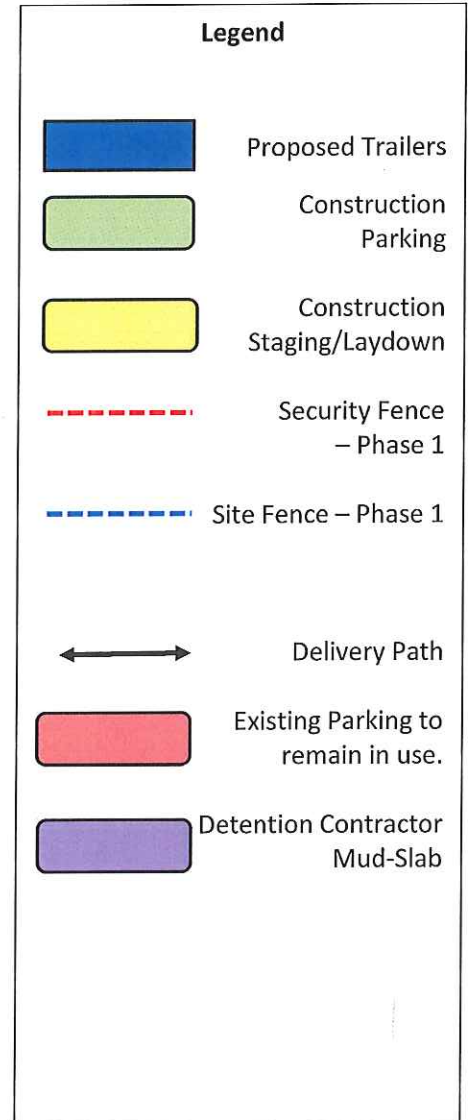 Legend
Proposed Trailers
Construction
Parking
Construction
Staging/Laydown
Security Fence
– Phase 1
Site Fence – Phase 1
Delivery Path
Existing Parking to
remain in use.
Detention Contractor
Mud-Slab